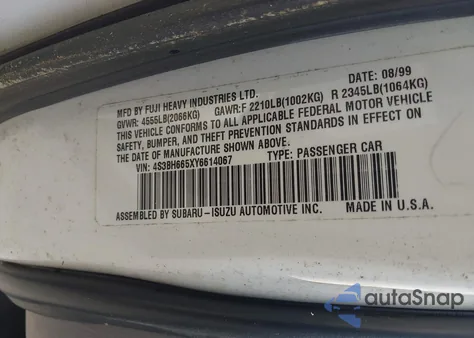 MFD BY FUJI HEAVY INDUSTRIES LTD. DATE: 08/99
GVWR: 4555LB(2066KG) GAWR:F 2210LB(1002KG) R 2345LB(1064KG)
THIS VEHICLE CONFORMS TO ALL APPLICABLE FEDERAL MOTOR VEHICLE
SAFETY, BUMPER, AND THEFT PREVENTION STANDARDS IN EFFECT ON
THE DATE OF MANUFACTURE SHOWN ABOVE.
VIN: 4S3BH665XY6614067 TYPE: PASSENGER CAR
ASSEMBLED BY SUBARU-ISUZU AUTOMOTIVE INC. MADE IN U.S.A.
autoSnap